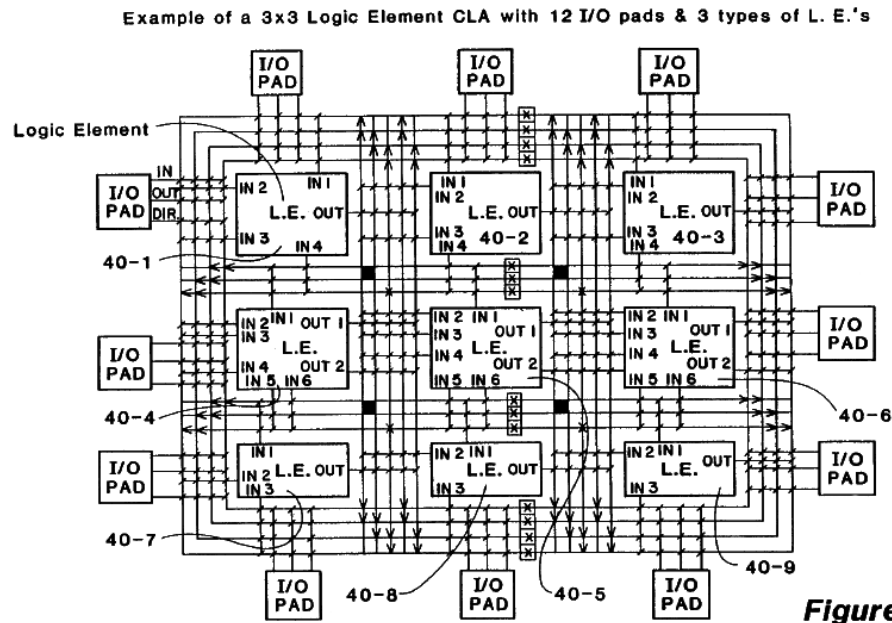 Example of a 3x3 Logic Element CLA with 12 I/O pads & 3 types of L. E.'s
I/O PAD
I/O PAD
I/O PAD
Logic Element
I/O PAD
IN
OUT
DIR.
IN 2
IN 1
L.E. OUT
IN 3
IN 4
40-1
IN 1
IN 2
L.E. OUT
IN 3
IN 4
40-2
IN 1
IN 2
L.E. OUT
IN 3
IN 4
40-3
I/O PAD
I/O PAD
IN 1
IN 2
IN 3
OUT 1
L.E.
IN 4
OUT 2
IN 5
IN 6
40-4
IN 2
IN 1
IN 3
OUT 1
L.E.
IN 4
OUT 2
IN 5
IN 6
IN 2
IN 1
IN 3
OUT 1
L.E.
IN 4
OUT 2
IN 5
IN 6
I/O PAD
40-6
I/O PAD
IN 1
IN 2
L.E. OUT
IN 3
40-7
IN 2
IN 1
L.E. OUT
IN 3
IN 2
IN 1
L.E.
OUT
IN 3
I/O PAD
I/O PAD
40-8
I/O PAD
40-5
I/O PAD
40-9
Figure